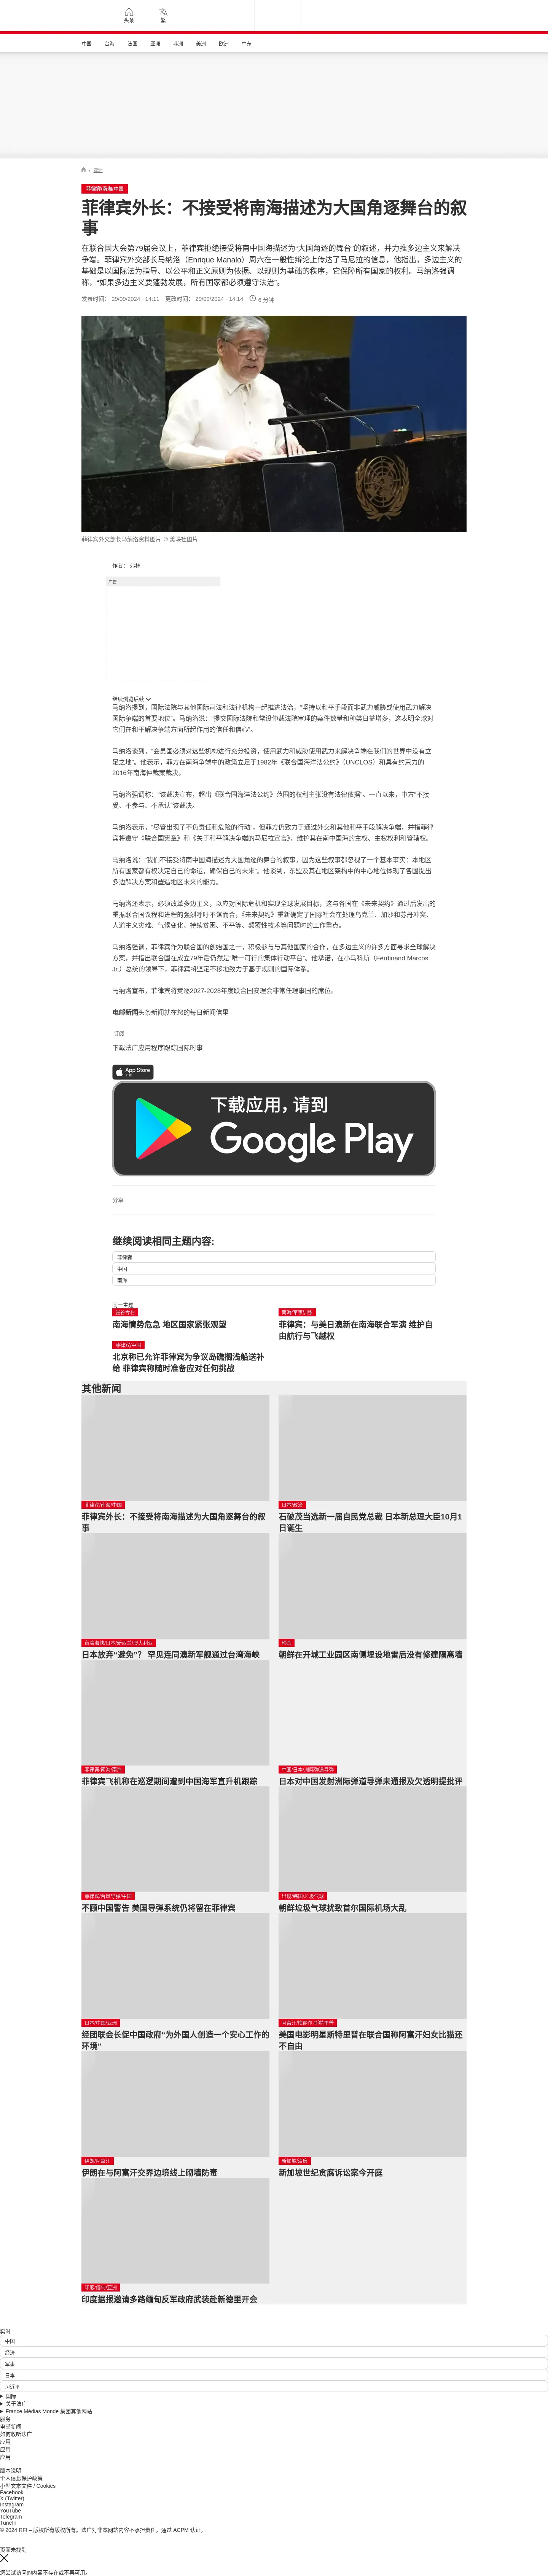 头条
繁
中国
台海
法国
亚洲
非洲
美洲
欧洲
中东
/ 亚洲
菲律宾/南海/中国
菲律宾外长：不接受将南海描述为大国角逐舞台的叙
事
在联合国大会第79届会议上，菲律宾拒绝接受将南中国海描述为“大国角逐的舞台”的叙述，并力推多边主义来解决
争端。菲律宾外交部长马纳洛（Enrique Manalo）周六在一般性辩论上传达了马尼拉的信息，他指出，多边主义的
基础是以国际法为指导、以公平和正义原则为依据、以规则为基础的秩序，它保障所有国家的权利。马纳洛强调
称，“如果多边主义要蓬勃发展，所有国家都必须遵守法治”。
发表时间： 29/09/2024 - 14:11 更改时间： 29/09/2024 - 14:14 6 分钟
菲律宾外交部长马纳洛资料图片 © 美联社图片
作者： 弗林
广告
继续浏览后续
马纳洛提到，国际法院与其他国际司法和法律机构一起推进法治，“坚持以和平手段而非武力威胁或使用武力解决
国际争端的首要地位”。马纳洛说：“提交国际法院和常设仲裁法院审理的案件数量和种类日益增多，这表明全球对
它们在和平解决争端方面所起作用的信任和信心”。
马纳洛谈到，“会员国必须对这些机构进行充分投资，使用武力和威胁使用武力来解决争端在我们的世界中没有立
足之地”。他表示，菲方在南海争端中的政策立足于1982年《联合国海洋法公约》（UNCLOS）和具有约束力的
2016年南海仲裁案裁决。
马纳洛强调称：“该裁决宣布，超出《联合国海洋法公约》范围的权利主张没有法律依据”。一直以来，中方“不接
受、不参与、不承认”该裁决。
马纳洛表示，“尽管出现了不负责任和危险的行动”，但菲方仍致力于通过外交和其他和平手段解决争端，并指菲律
宾将遵守《联合国宪章》和《关于和平解决争端的马尼拉宣言》，维护其在南中国海的主权、主权权利和管辖权。
马纳洛说：“我们不接受将南中国海描述为大国角逐的舞台的叙事，因为这些叙事都忽视了一个基本事实：本地区
所有国家都有权决定自己的命运，确保自己的未来”。他谈到，东盟及其在地区架构中的中心地位体现了各国提出
多边解决方案和塑造地区未来的能力。
马纳洛还表示，必须改革多边主义，以应对国际危机和实现全球发展目标，这与各国在《未来契约》通过后发出的
重振联合国议程和进程的强烈呼吁不谋而合，《未来契约》重新确定了国际社会在处理乌克兰、加沙和苏丹冲突、
人道主义灾难、气候变化、持续贫困、不平等、颠覆性技术等问题时的工作重点。
马纳洛强调，菲律宾作为联合国的创始国之一，积极参与与其他国家的合作，在多边主义的许多方面寻求全球解决
方案，并指出联合国在成立79年后仍然是“唯一可行的集体行动平台”。他承诺，在小马科斯（Ferdinand Marcos
Jr.）总统的领导下，菲律宾将坚定不移地致力于基于规则的国际体系。
马纳洛宣布，菲律宾将竞逐2027-2028年度联合国安理会非常任理事国的席位。
电邮新闻头条新闻就在您的每日新闻信里
订阅
下载法广应用程序跟踪国际时事
App Store
下载
下载应用，请到
Google Play
分享 :
继续阅读相同主题内容:
菲律宾
中国
南海
同一主题
曼谷专栏
南海情势危急 地区国家紧张观望
南海/军事训练
菲律宾：与美日澳新在南海联合军演 维护自
由航行与飞越权
菲律宾/中国
北京称已允许菲律宾为争议岛礁搁浅船送补
给 菲律宾称随时准备应对任何挑战
其他新闻
菲律宾/南海/中国
菲律宾外长：不接受将南海描述为大国角逐舞台的叙
事
日本/政治
石破茂当选新一届自民党总裁 日本新总理大臣10月1
日诞生
台湾海峡/日本/新西兰/澳大利亚
日本放弃“避免”？ 罕见连同澳新军舰通过台湾海峡
韩国
朝鲜在开城工业园区南侧埋设地雷后没有修建隔离墙
菲律宾/南海/南海
菲律宾飞机称在巡逻期间遭到中国海军直升机跟踪
中国/日本/洲际弹道导弹
日本对中国发射洲际弹道导弹未通报及欠透明提批评
菲律宾/台风导弹/中国
不顾中国警告 美国导弹系统仍将留在菲律宾
出版/韩国/垃圾气球
朝鲜垃圾气球扰致首尔国际机场大乱
日本/中国/亚洲
经团联会长促中国政府“为外国人创造一个安心工作的
环境”
阿富汗/梅丽尔·斯特里普
美国电影明星斯特里普在联合国称阿富汗妇女比猫还
不自由
伊朗/阿富汗
伊朗在与阿富汗交界边境线上砌墙防毒
新加坡/清廉
新加坡世纪贪腐诉讼案今开庭
印度/缅甸/亚洲
印度据报邀请多路缅甸反军政府武装赴新德里开会
实时
中国
经济
军事
日本
习近平
国际
关于法广
France Médias Monde 集团其他网站
服务
电邮新闻
如何收听法广
应用
应用
应用
版本说明
个人信息保护政策
小型文本文件 / Cookies
Facebook
X (Twitter)
Instagram
YouTube
Telegram
TuneIn
© 2024 RFI – 版权所有版权所有。法广对非本网站内容不承担责任。通过 ACPM 认证。
页面未找到
您尝试访问的内容不存在或不再可用。